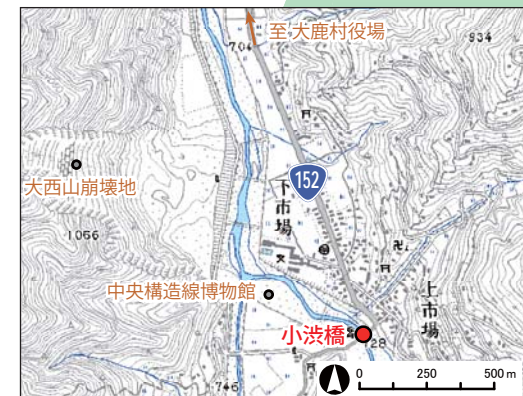 至 大鹿村役場
704
934
152
大西山崩壊地
下市場
1066
中央構造線博物館
上市場
小渋橋
728
746
0 250 500 m